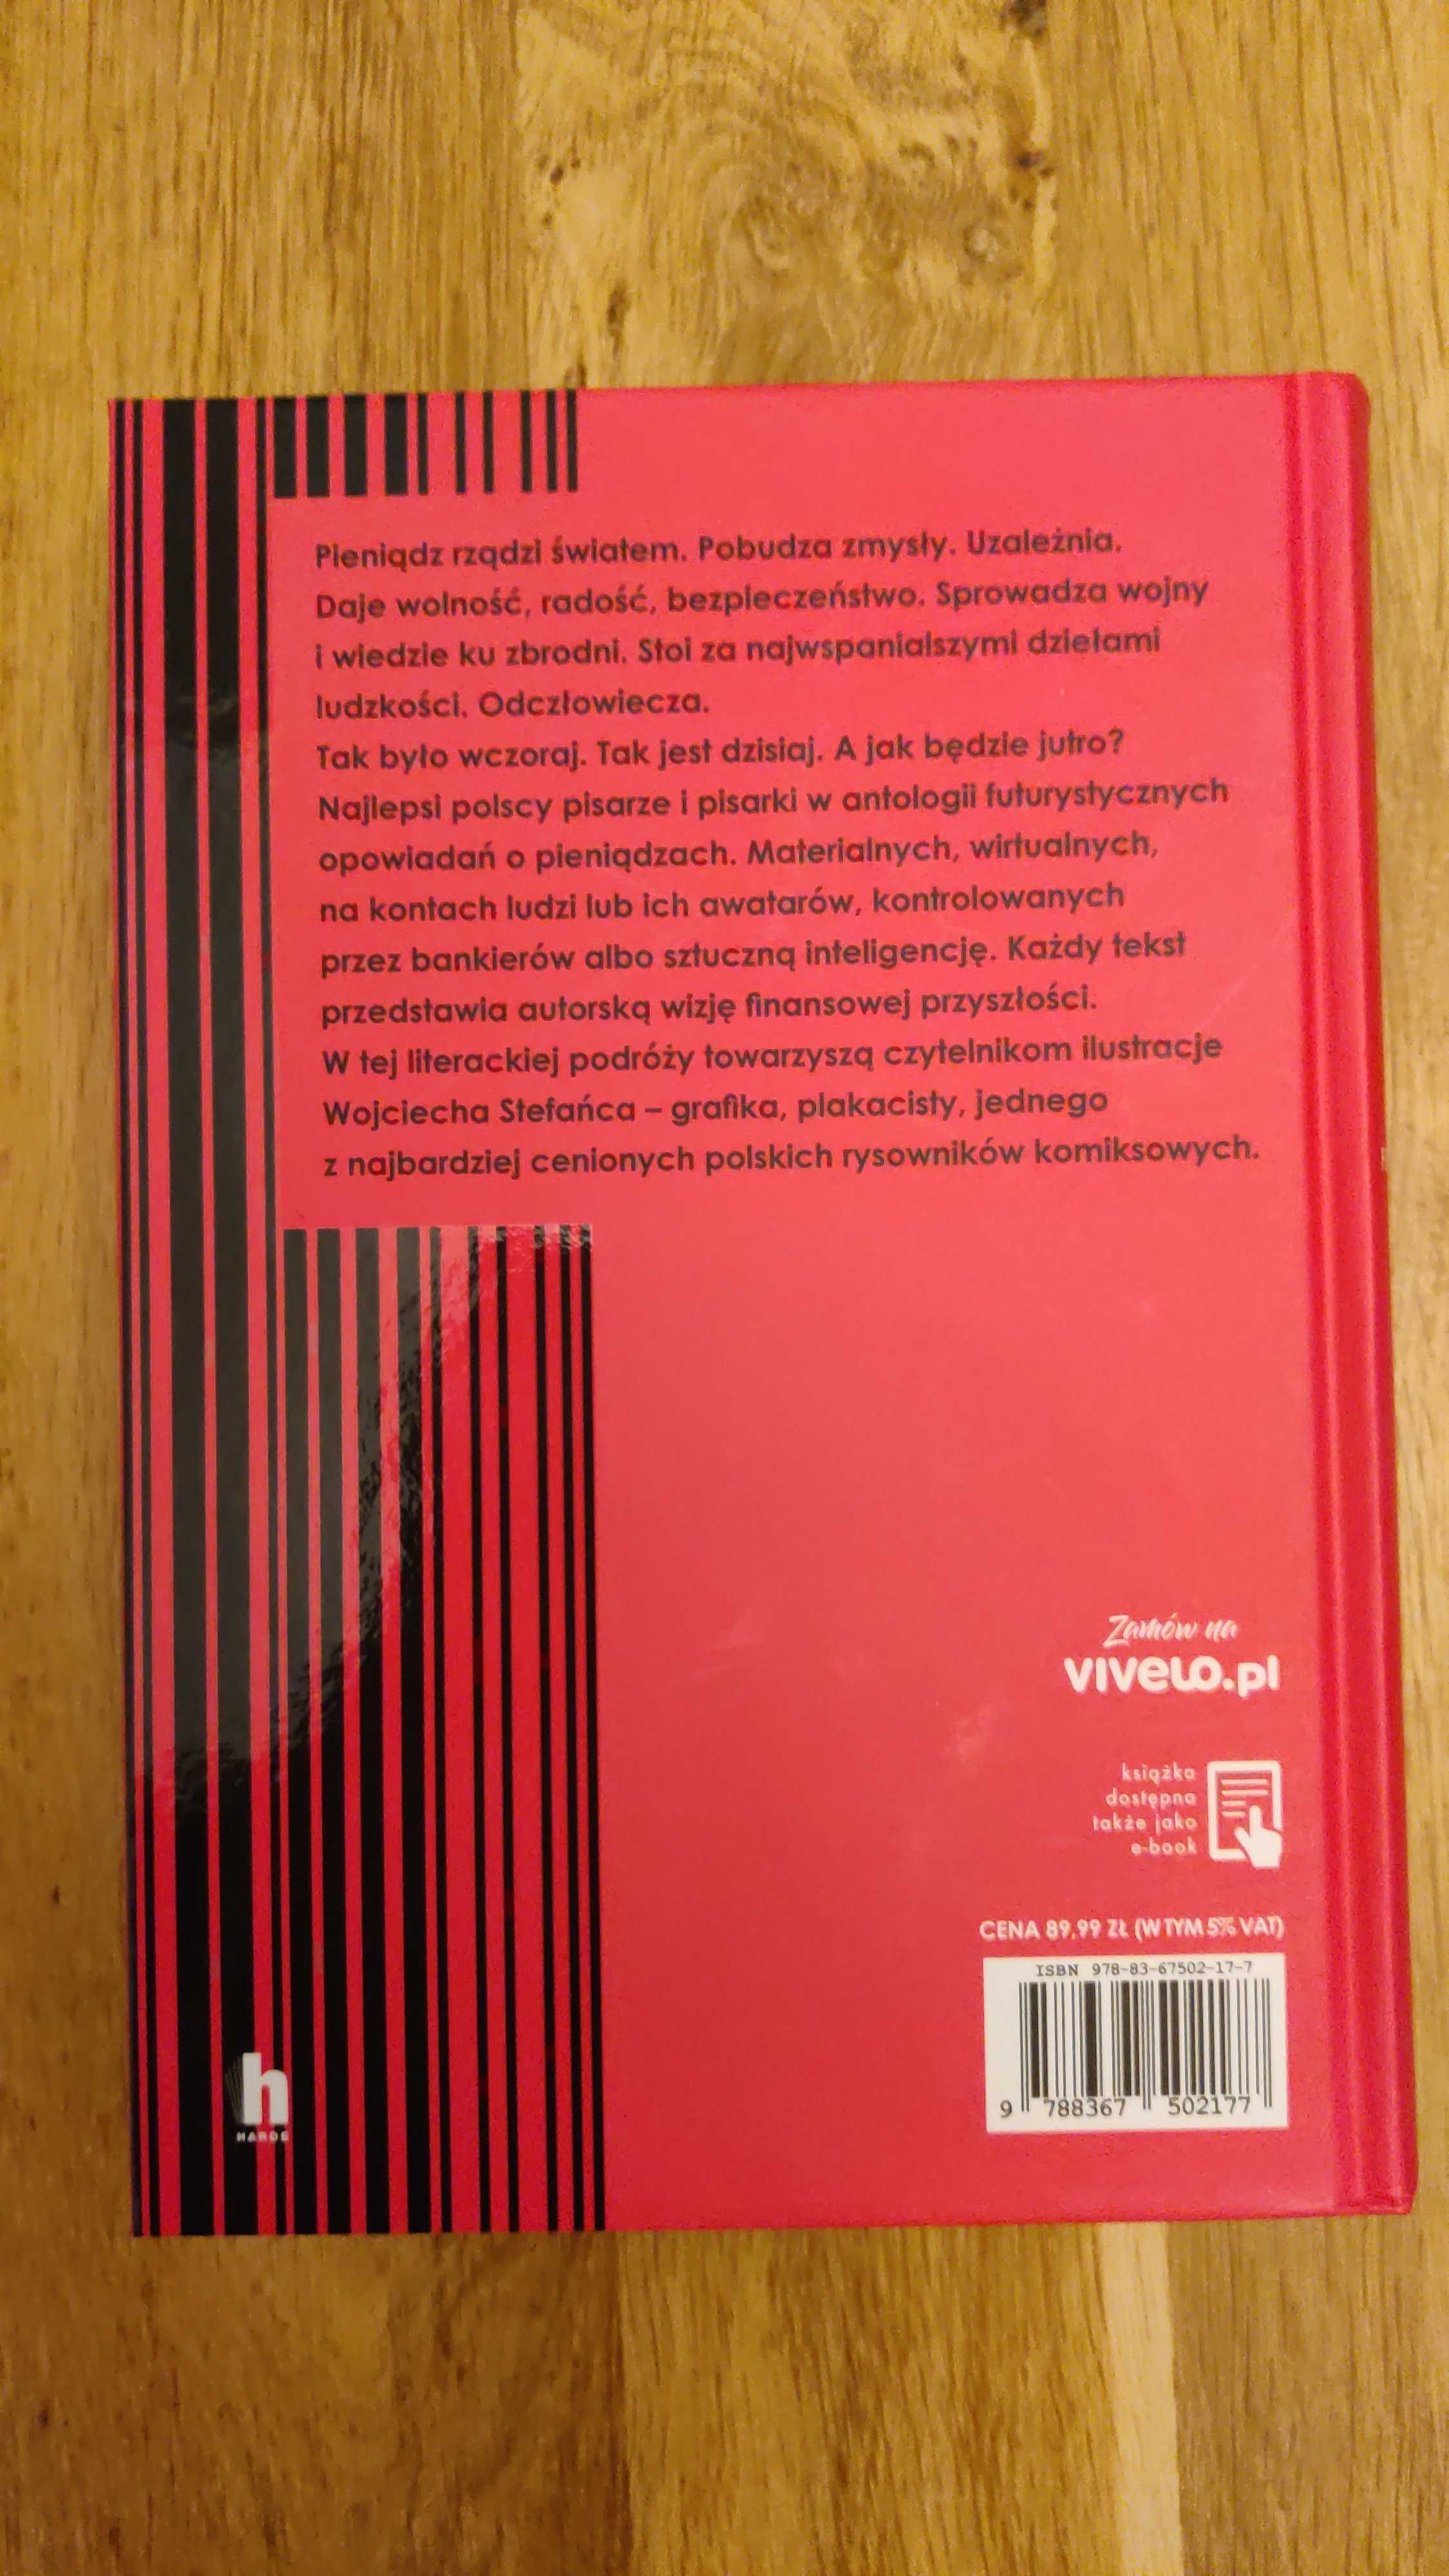 Pieniądz rządzi światem. Pobudza zmysły. Uzależnia.
Daje wolność, radość, bezpieczeństwo. Sprowadza wojny
i wiedzie ku zbrodni. Stoi za najwspanialszymi dziełami
ludzkości. Odczłowiecza.
Tak było wczoraj. Tak jest dzisiaj. A jak będzie jutro?
Najlepsi polscy pisarze i pisarki w antologii futurystycznych
opowiadań o pieniądzach. Materialnych, wirtualnych,
na kontach ludzi lub ich awatarów, kontrolowanych
przez bankierów albo sztuczną inteligencję. Każdy tekst
przedstawia autorską wizję finansowej przyszłości.
W tej literackiej podróży towarzyszą czytelnikom ilustracje
Wojciecha Stefańca – grafika, plakacisty, jednego
z najbardziej cenionych polskich rysowników komiksowych.
Zamów na
vivelo.pl
książka
dostępna
także jako
e-book
CENA 89,99 ZŁ (W TYM 5% VAT)
ISBN 978-83-67502-17-7
9 788367 502177
h
HARDE